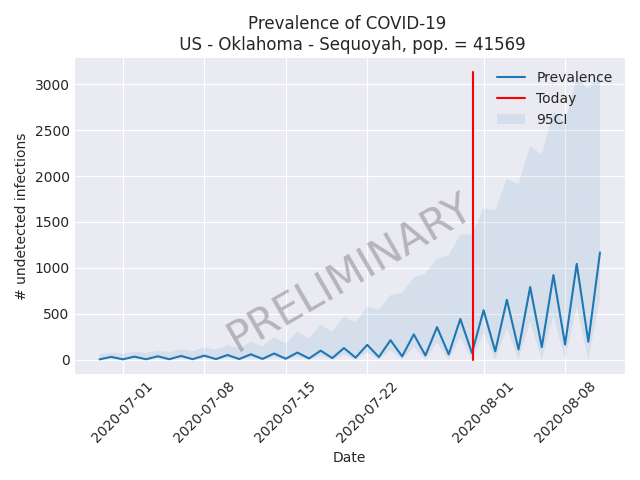 Prevalence of COVID-19
US - Oklahoma - Sequoyah, pop. = 41569
# undetected infections
3000
2500
2000
1500
1000
500
0
Prevalence
Today
95CI
PRELIMINARY
2020-07-01
2020-07-08
2020-07-15
2020-07-22
2020-08-01
2020-08-08
Date